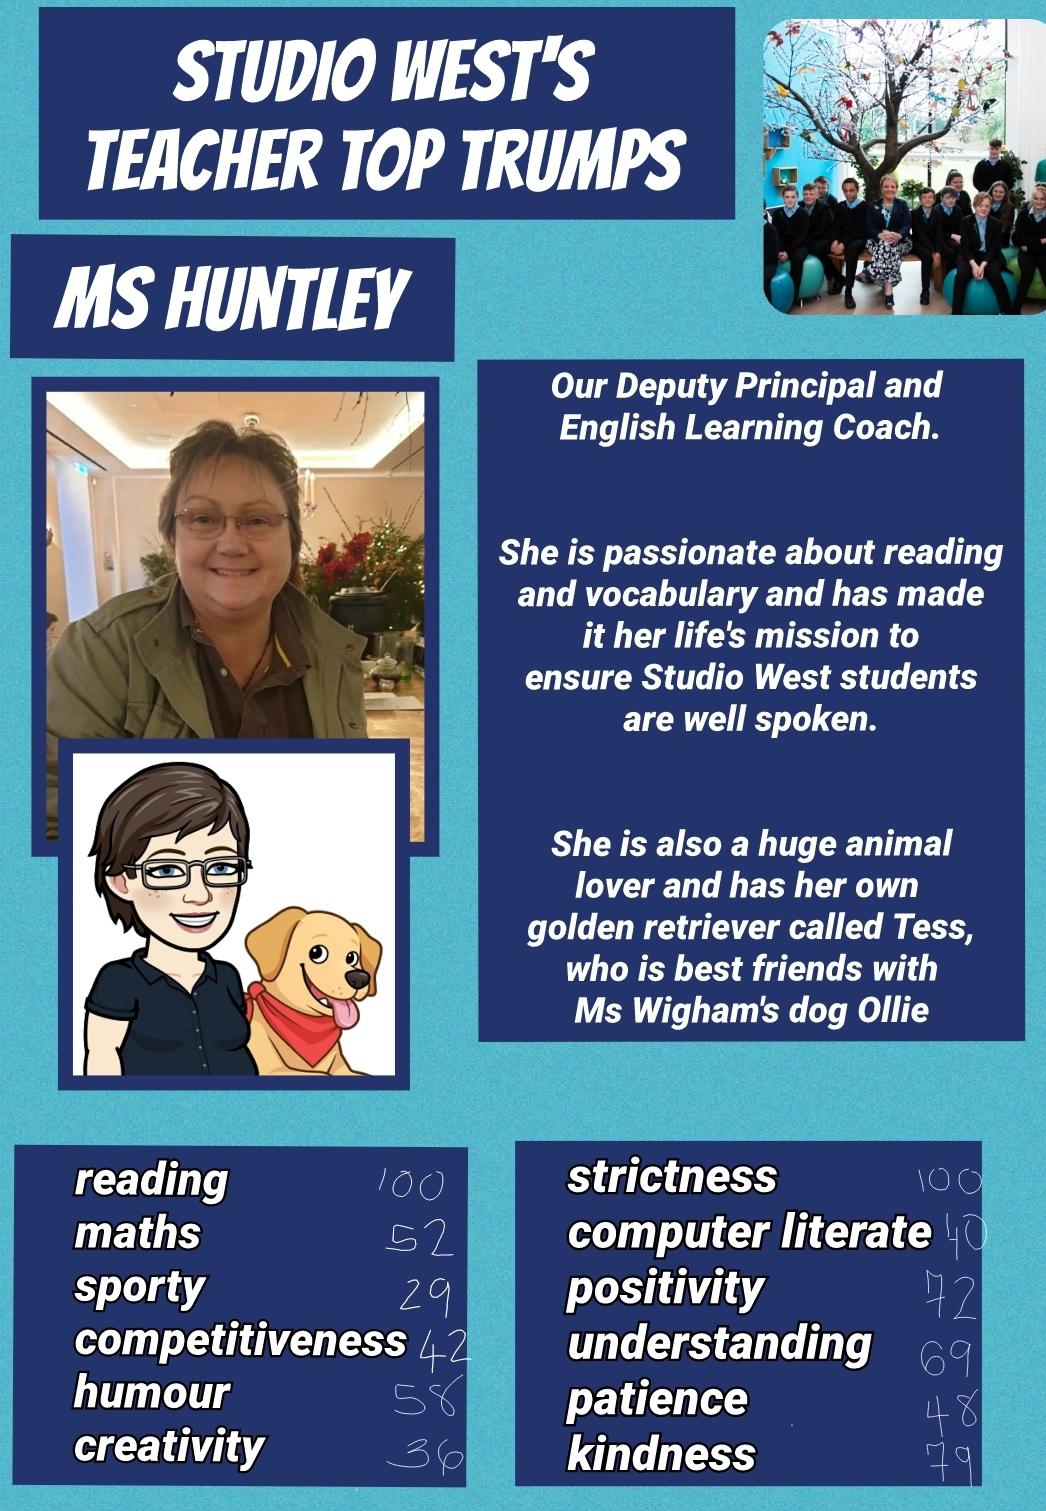 STUDIO WEST'S
TEACHER TOP TRUMPS
MS HUNTLEY
Our Deputy Principal and
English Learning Coach.
She is passionate about reading
and vocabulary and has made
it her life's mission to
ensure Studio West students
are well spoken.
She is also a huge animal
lover and has her own
golden retriever called Tess,
who is best friends with
Ms Wigham's dog Ollie
reading 100
maths 52
sporty 29
competitiveness 42
humour 58
creativity 36
strictness 100
computer literate 40
positivity 72
understanding 69
patience 48
kindness 79